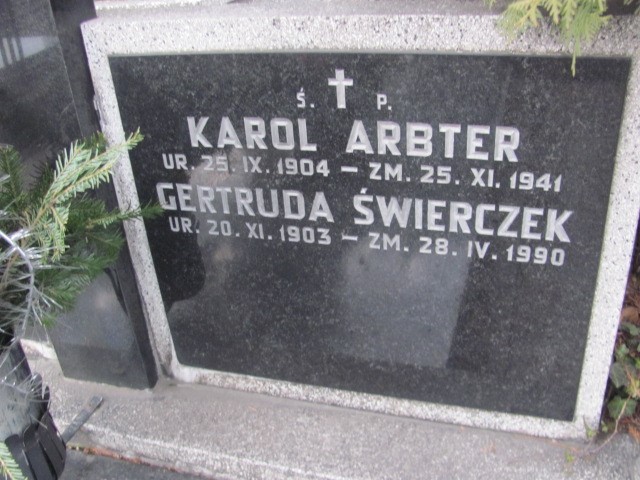 Ś. P.
KAROL ARBTER
UR. 25. IX. 1904 – ZM. 25. XI. 1941
GERTRUDA ŚWIERCZEK
UR. 20. XI. 1903 – ZM. 28. IV. 1990